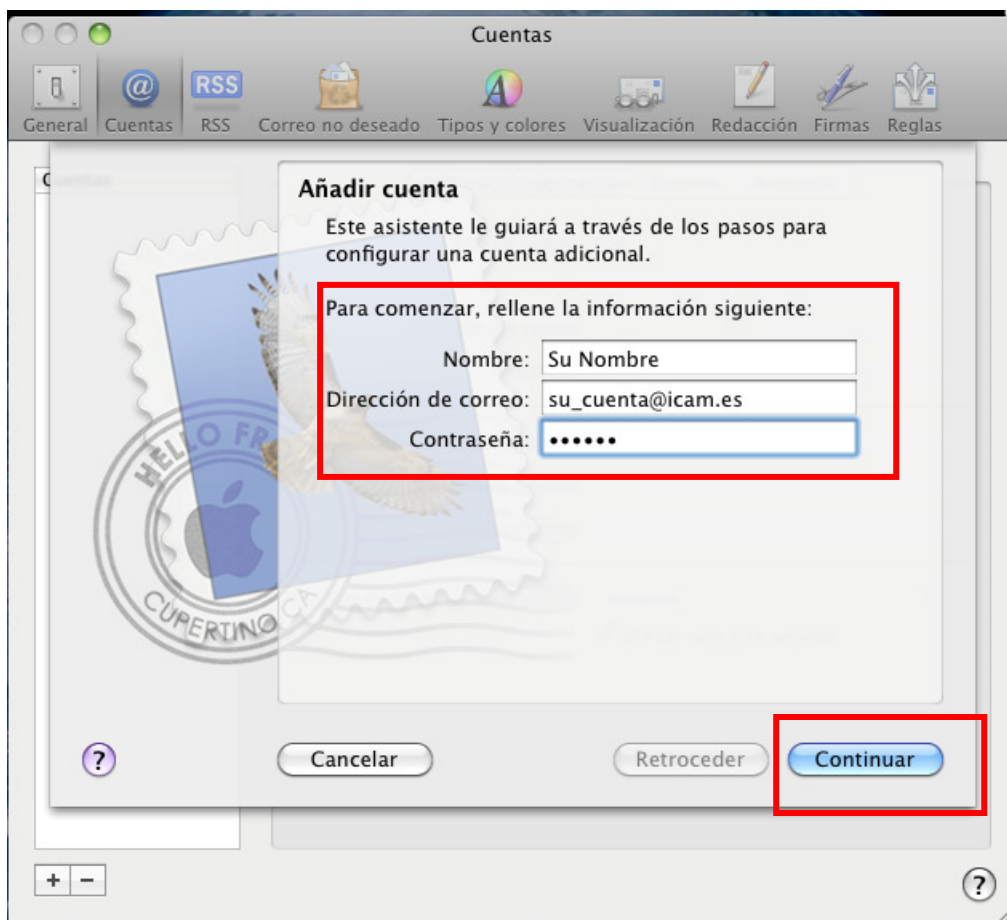 Cuentas
General Cuentas RSS Correo no deseado Tipos y colores Visualización Redacción Firmas Reglas
RSS
Cuentas
Añadir cuenta
Este asistente le guiará a través de los pasos para
configurar una cuenta adicional.
Para comenzar, rellene la información siguiente:
Nombre: Su Nombre
Dirección de correo: su_cuenta@icam.es
Contraseña: ••••••
HELLO FR
CUPERTINO CA
? Cancelar Retroceder Continuar
+ − ?